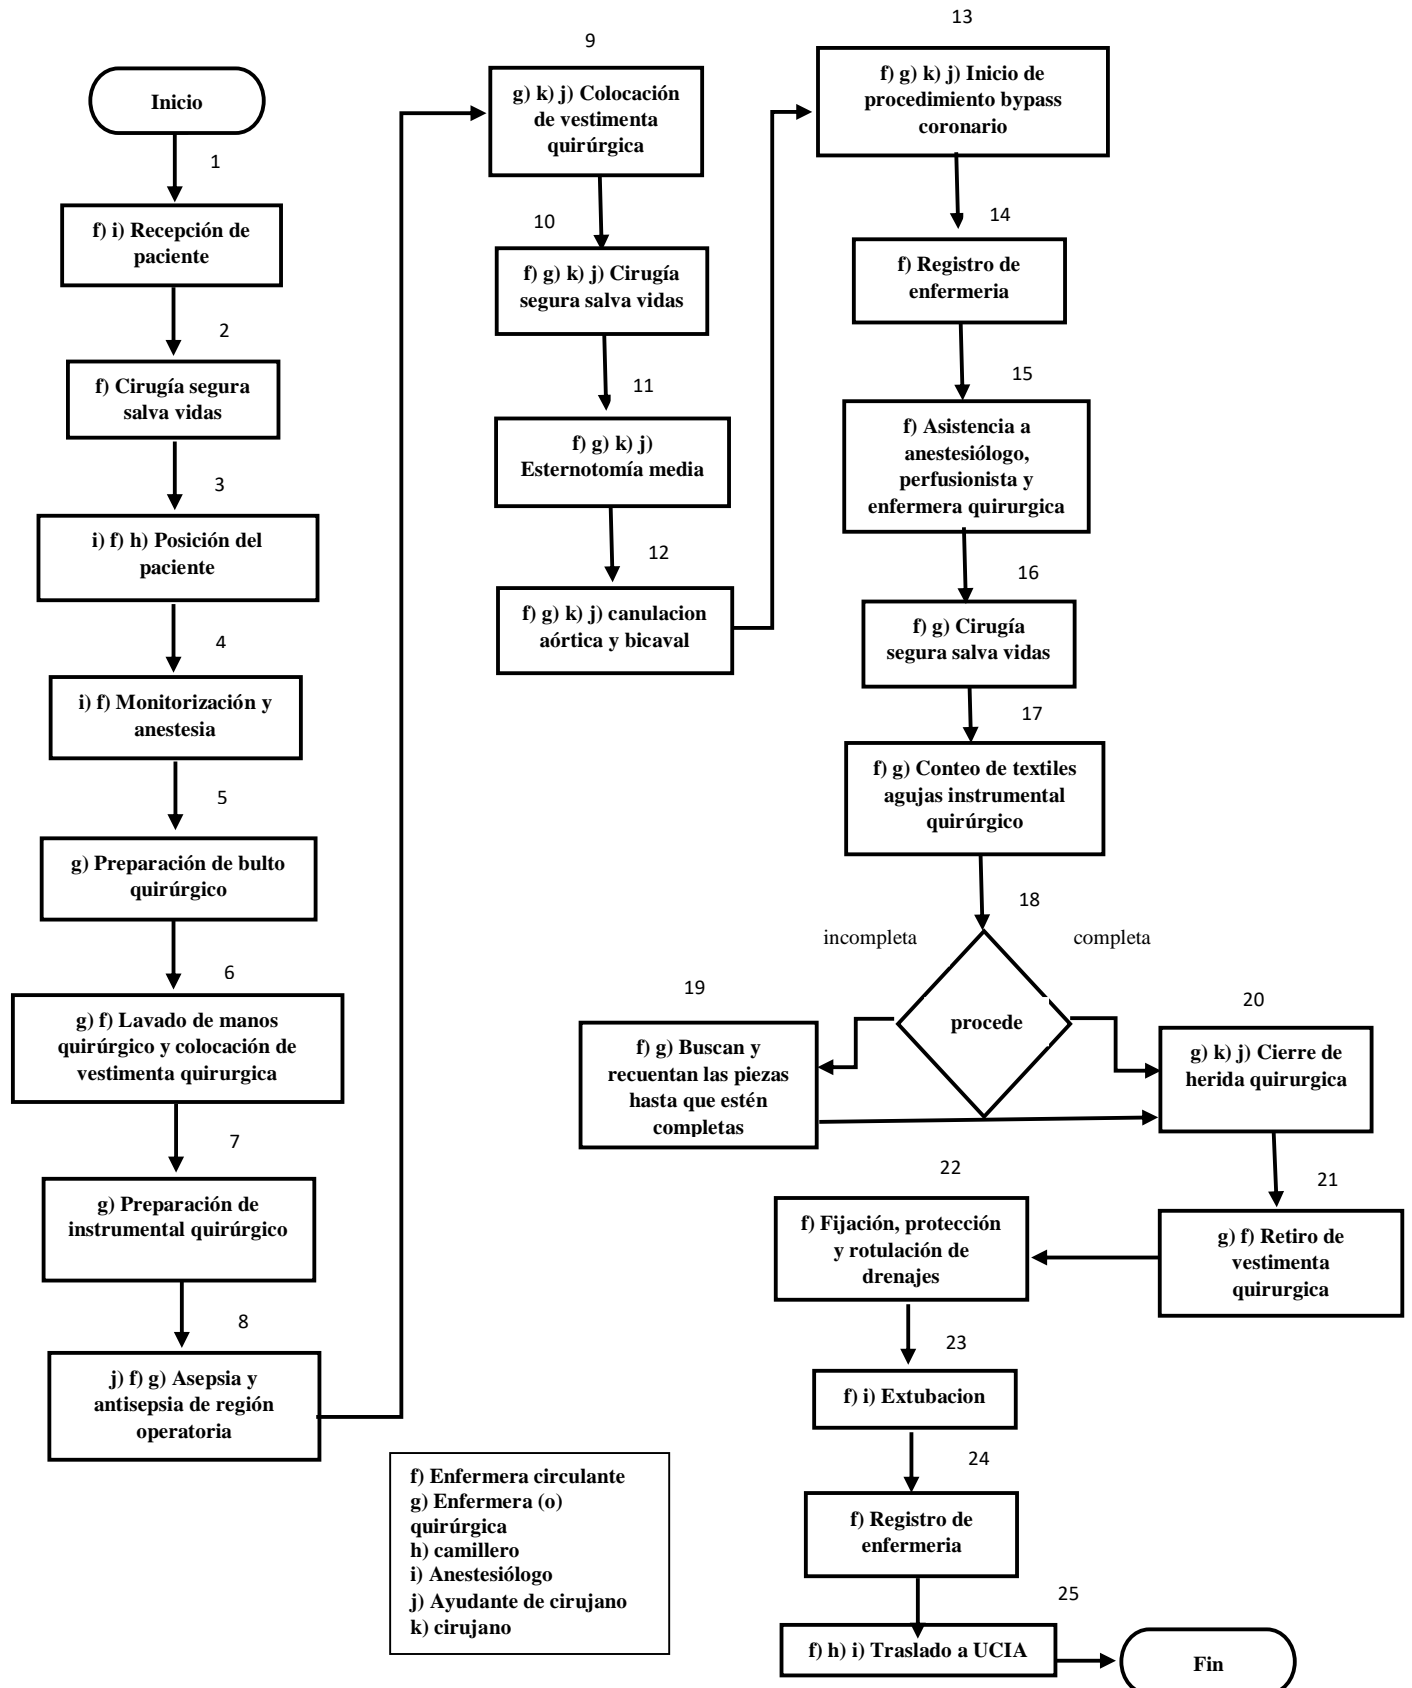 Inicio
1
f) i) Recepción de
paciente
2
f) Cirugía segura
salva vidas
3
i) f) h) Posición del
paciente
4
i) f) Monitorización y
anestesia
5
g) Preparación de bulto
quirúrgico
6
g) f) Lavado de manos
quirúrgico y colocación de
vestimenta quirurgica
7
g) Preparación de
instrumental quirúrgico
8
j) f) g) Asepsia y
antisepsia de región
operatoria
9
g) k) j) Colocación
de vestimenta
quirúrgica
10
f) g) k) j) Cirugía
segura salva vidas
11
f) g) k) j)
Esternotomía media
12
f) g) k) j) canulacion
aórtica y bicaval
13
f) g) k) j) Inicio de
procedimiento bypass
coronario
14
f) Registro de
enfermeria
15
f) Asistencia a
anestesiólogo,
perfusionista y
enfermera quirurgica
16
f) g) Cirugía
segura salva vidas
17
f) g) Conteo de textiles
agujas instrumental
quirúrgico
18
incompleta
completa
procede
19
f) g) Buscan y
recuentan las piezas
hasta que estén
completas
20
g) k) j) Cierre de
herida quirurgica
21
g) f) Retiro de
vestimenta
quirurgica
22
f) Fijación, protección
y rotulación de
drenajes
23
f) i) Extubacion
24
f) Registro de
enfermeria
25
f) h) i) Traslado a UCIA
Fin
f) Enfermera circulante
g) Enfermera (o)
quirúrgica
h) camillero
i) Anestesiólogo
j) Ayudante de cirujano
k) cirujano